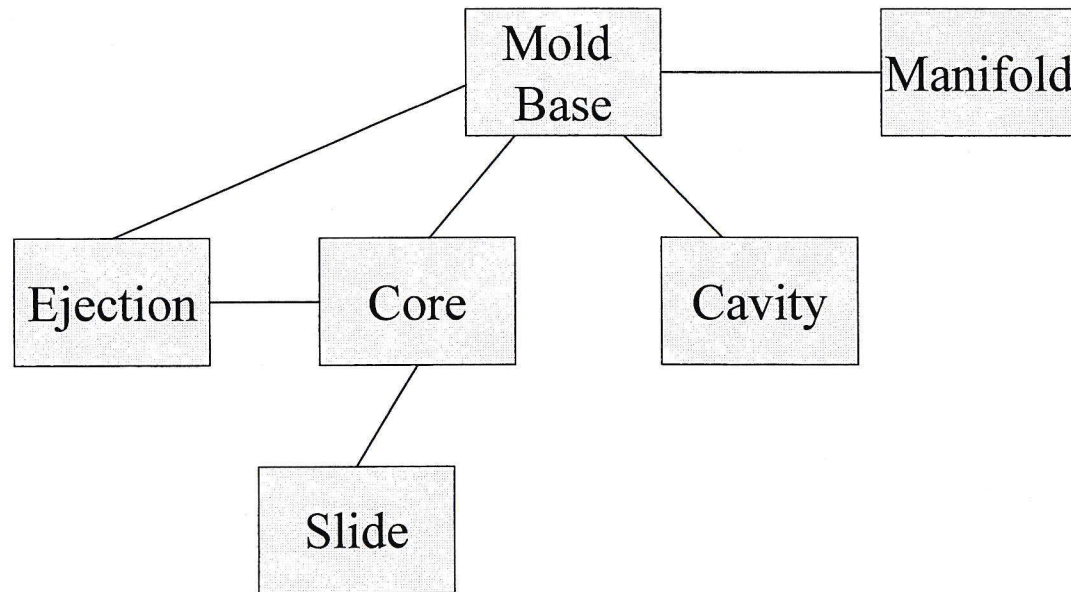 Mold
Base
Manifold
Ejection
Core
Cavity
Slide